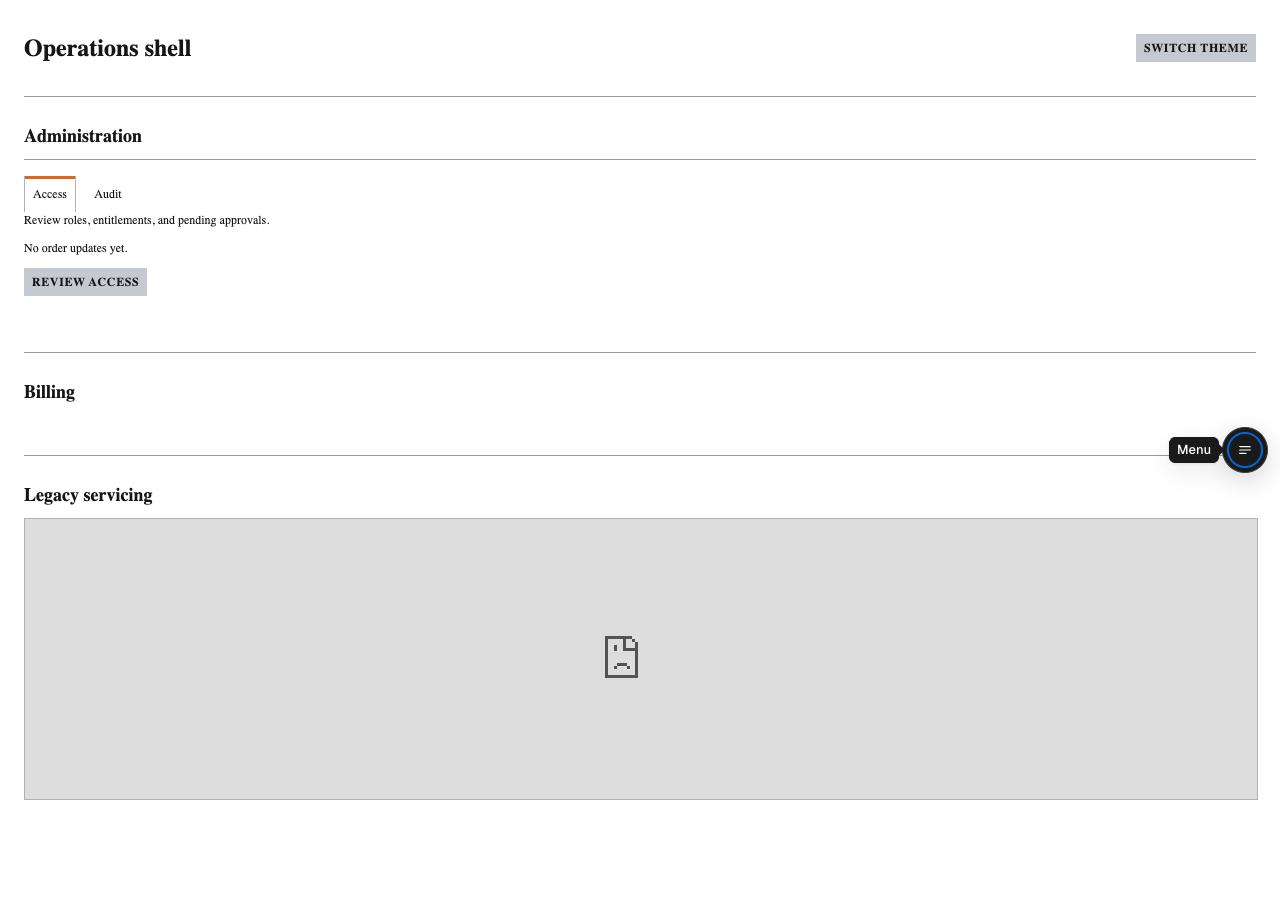 Operations shell
SWITCH THEME
Administration
Access
Audit
Review roles, entitlements, and pending approvals.
No order updates yet.
REVIEW ACCESS
Billing
Menu
Legacy servicing